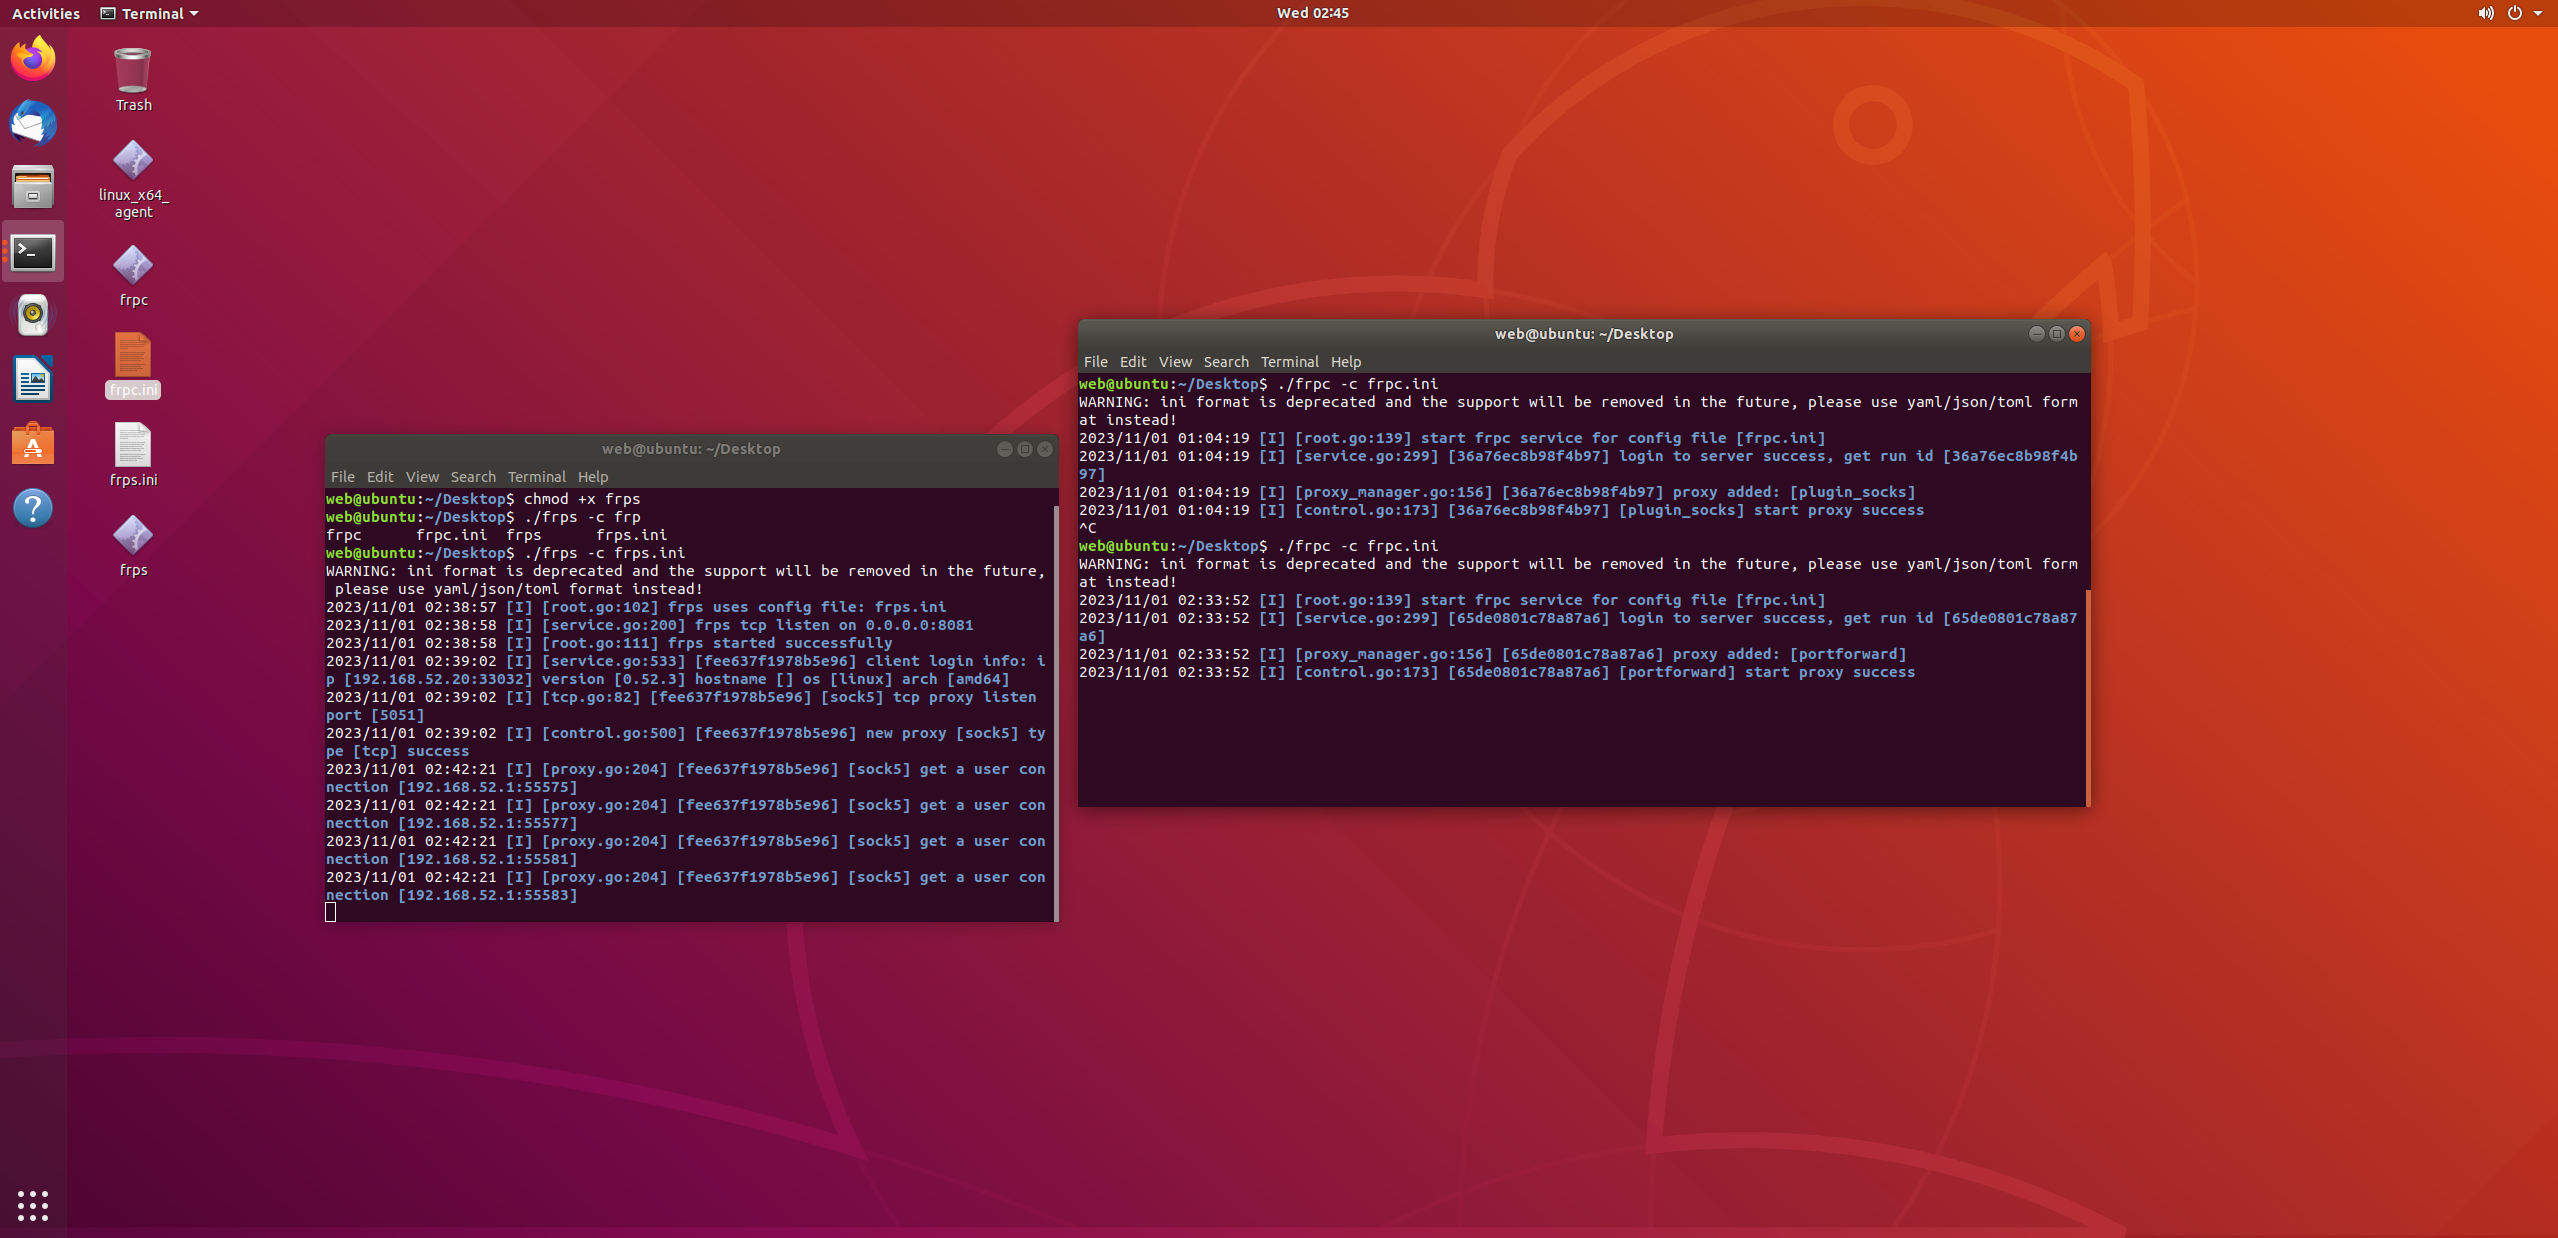 Activities
Terminal
Wed 02:45
Trash
linux_x64_
agent
frpc
frpc.ini
frps.ini
frps
web@ubuntu: ~/Desktop
File Edit View Search Terminal Help
web@ubuntu:~/Desktop$ chmod +x frps
web@ubuntu:~/Desktop$ ./frps -c frp
frpc      frpc.ini  frps      frps.ini
web@ubuntu:~/Desktop$ ./frps -c frps.ini
WARNING: ini format is deprecated and the support will be removed in the future,
 please use yaml/json/toml format instead!
2023/11/01 02:38:57 [I] [root.go:102] frps uses config file: frps.ini
2023/11/01 02:38:58 [I] [service.go:200] frps tcp listen on 0.0.0.0:8081
2023/11/01 02:38:58 [I] [root.go:111] frps started successfully
2023/11/01 02:39:02 [I] [service.go:533] [fee637f1978b5e96] client login info: i
p [192.168.52.20:33032] version [0.52.3] hostname [] os [linux] arch [amd64]
2023/11/01 02:39:02 [I] [tcp.go:82] [fee637f1978b5e96] [sock5] tcp proxy listen
port [5051]
2023/11/01 02:39:02 [I] [control.go:500] [fee637f1978b5e96] new proxy [sock5] ty
pe [tcp] success
2023/11/01 02:42:21 [I] [proxy.go:204] [fee637f1978b5e96] [sock5] get a user con
nection [192.168.52.1:55575]
2023/11/01 02:42:21 [I] [proxy.go:204] [fee637f1978b5e96] [sock5] get a user con
nection [192.168.52.1:55577]
2023/11/01 02:42:21 [I] [proxy.go:204] [fee637f1978b5e96] [sock5] get a user con
nection [192.168.52.1:55581]
2023/11/01 02:42:21 [I] [proxy.go:204] [fee637f1978b5e96] [sock5] get a user con
nection [192.168.52.1:55583]
web@ubuntu: ~/Desktop
File Edit View Search Terminal Help
web@ubuntu:~/Desktop$ ./frpc -c frpc.ini
WARNING: ini format is deprecated and the support will be removed in the future, please use yaml/json/toml form
at instead!
2023/11/01 01:04:19 [I] [root.go:139] start frpc service for config file [frpc.ini]
2023/11/01 01:04:19 [I] [service.go:299] [36a76ec8b98f4b97] login to server success, get run id [36a76ec8b98f4b
97]
2023/11/01 01:04:19 [I] [proxy_manager.go:156] [36a76ec8b98f4b97] proxy added: [plugin_socks]
2023/11/01 01:04:19 [I] [control.go:173] [36a76ec8b98f4b97] [plugin_socks] start proxy success
^C
web@ubuntu:~/Desktop$ ./frpc -c frpc.ini
WARNING: ini format is deprecated and the support will be removed in the future, please use yaml/json/toml form
at instead!
2023/11/01 02:33:52 [I] [root.go:139] start frpc service for config file [frpc.ini]
2023/11/01 02:33:52 [I] [service.go:299] [65de0801c78a87a6] login to server success, get run id [65de0801c78a87
a6]
2023/11/01 02:33:52 [I] [proxy_manager.go:156] [65de0801c78a87a6] proxy added: [portforward]
2023/11/01 02:33:52 [I] [control.go:173] [65de0801c78a87a6] [portforward] start proxy success